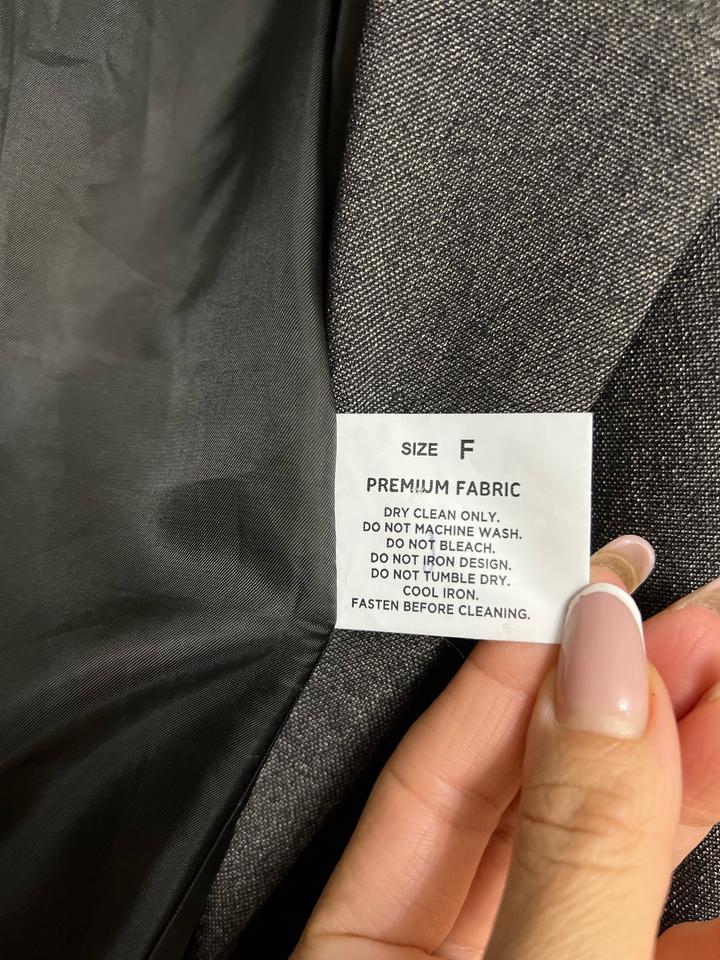 SIZE F
PREMIUM FABRIC
DRY CLEAN ONLY.
DO NOT MACHINE WASH.
DO NOT BLEACH.
DO NOT IRON DESIGN.
DO NOT TUMBLE DRY.
COOL IRON.
FASTEN BEFORE CLEANING.